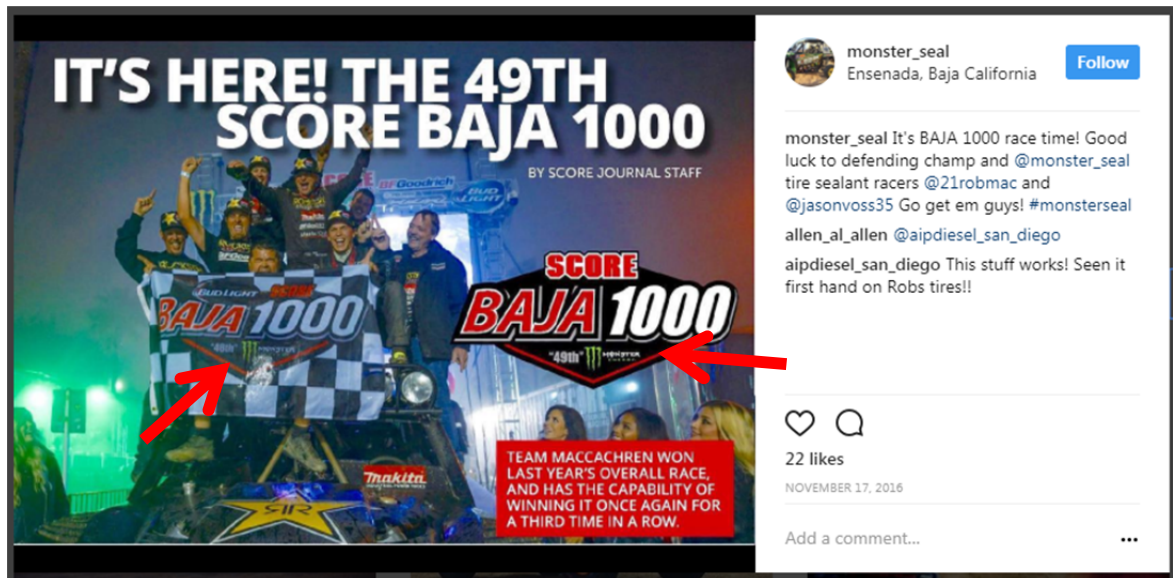 IT'S HERE! THE 49TH
SCORE BAJA 1000
BY SCORE JOURNAL STAFF
BFGoodrich
BUD
LIGHT
SCORE
BAJA 1000
"49th" MONSTER
ENERGY
BUD LIGHT SCORE
BAJA 1000
"49th" MONSTER
Makita
TEAM MACCACHREN WON
LAST YEAR'S OVERALL RACE,
AND HAS THE CAPABILITY OF
WINNING IT ONCE AGAIN FOR
A THIRD TIME IN A ROW.
monster_seal
Ensenada, Baja California
Follow
monster_seal It's BAJA 1000 race time! Good
luck to defending champ and @monster_seal
tire sealant racers @21robmac and
@jasonvoss35 Go get em guys! #monsterseal
allen_al_allen @aipdiesel_san_diego
aipdiesel_san_diego This stuff works! Seen it
first hand on Robs tires!!
22 likes
NOVEMBER 17, 2016
Add a comment...